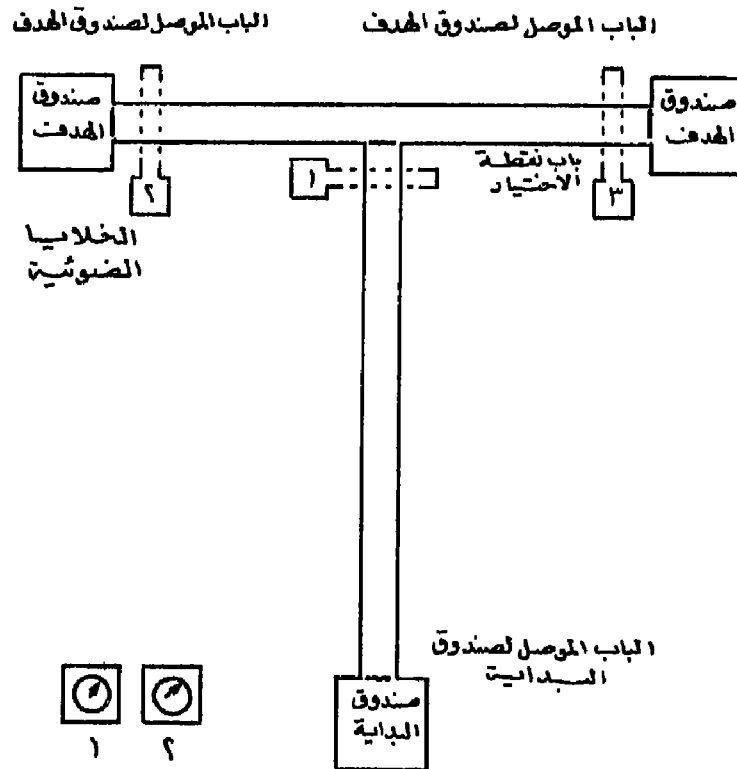 الباب الموصل لصندوق الهدف
الباب الموصل لصندوق الهدف
صندوق
الهدف
صندوق
الهدف
باب نقطة
الاختيار
٣
١
٢
الخلايا
الضوئية
الباب الموصل لصندوق
البداية
صندوق
البداية
٢
١